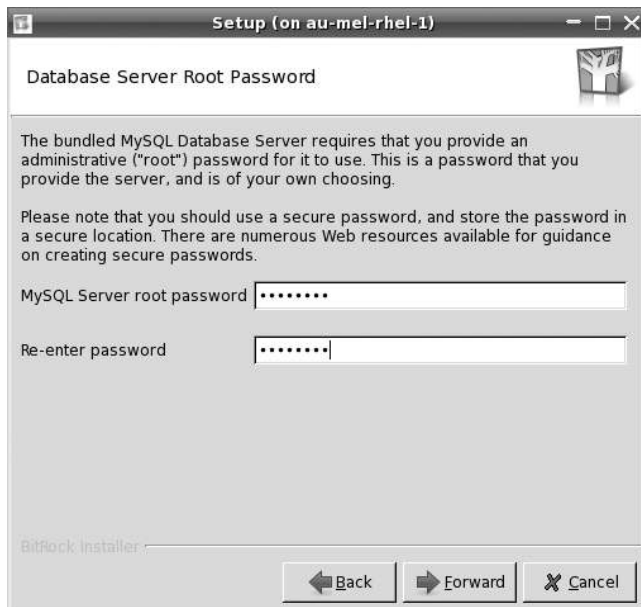 Setup (on au-mel-rhel-1)
Database Server Root Password
The bundled MySQL Database Server requires that you provide an
administrative ("root") password for it to use. This is a password that you
provide the server, and is of your own choosing.
Please note that you should use a secure password, and store the password in
a secure location. There are numerous Web resources available for guidance
on creating secure passwords.
MySQL Server root password ••••••••
Re-enter password ••••••••
BitRock Installer
Back Forward Cancel